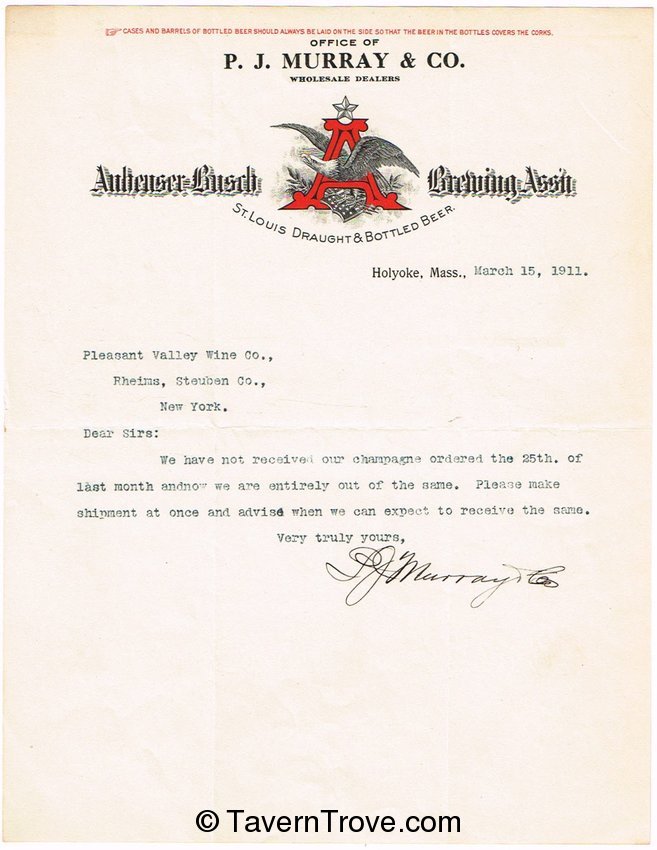 CASES AND BARRELS OF BOTTLED BEER SHOULD ALWAYS BE LAID ON THE SIDE SO THAT THE BEER IN THE BOTTLES COVERS THE CORKS.
OFFICE OF
P. J. MURRAY & CO.
WHOLESALE DEALERS
A
Anheuser-Busch Brewing Ass'n
ST. LOUIS DRAUGHT & BOTTLED BEER.
Holyoke, Mass., March 15, 1911.
Pleasant Valley Wine Co.,
Rheims, Steuben Co.,
New York.
Dear Sirs:
We have not received our champagne ordered the 25th. of
last month andnow we are entirely out of the same. Please make
shipment at once and advise when we can expect to receive the same.
Very truly yours,
P J Murray & Co
© TavernTrove.com